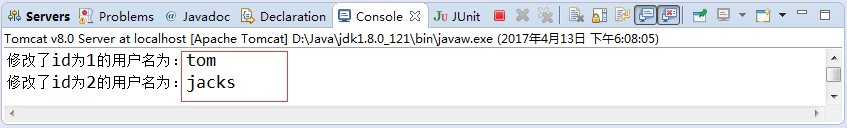 Servers Problems @ Javadoc Declaration Console JUnit
Tomcat v8.0 Server at localhost [Apache Tomcat] D:\Java\jdk1.8.0_121\bin\javaw.exe (2017年4月13日 下午6:08:05)
修改了id为1的用户名为：tom
修改了id为2的用户名为：jacks